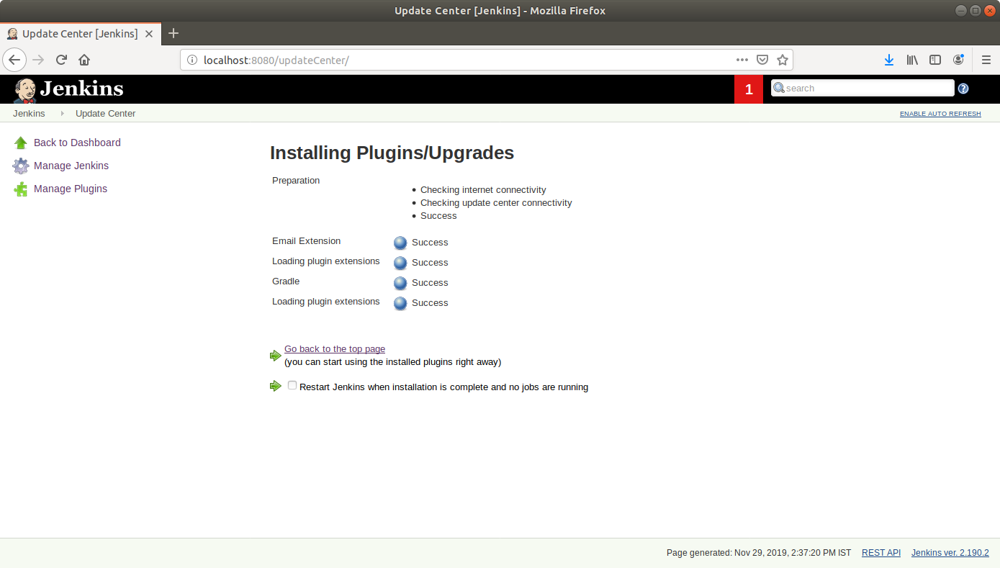 Update Center [Jenkins] - Mozilla Firefox
Update Center [Jenkins]
localhost:8080/updateCenter/
Jenkins
1
search
Jenkins
Update Center
ENABLE AUTO REFRESH
Back to Dashboard
Manage Jenkins
Manage Plugins
Installing Plugins/Upgrades
Preparation
• Checking internet connectivity
• Checking update center connectivity
• Success
Email Extension Success
Loading plugin extensions Success
Gradle Success
Loading plugin extensions Success
Go back to the top page
(you can start using the installed plugins right away)
Restart Jenkins when installation is complete and no jobs are running
Page generated: Nov 29, 2019, 2:37:20 PM IST REST API Jenkins ver. 2.190.2